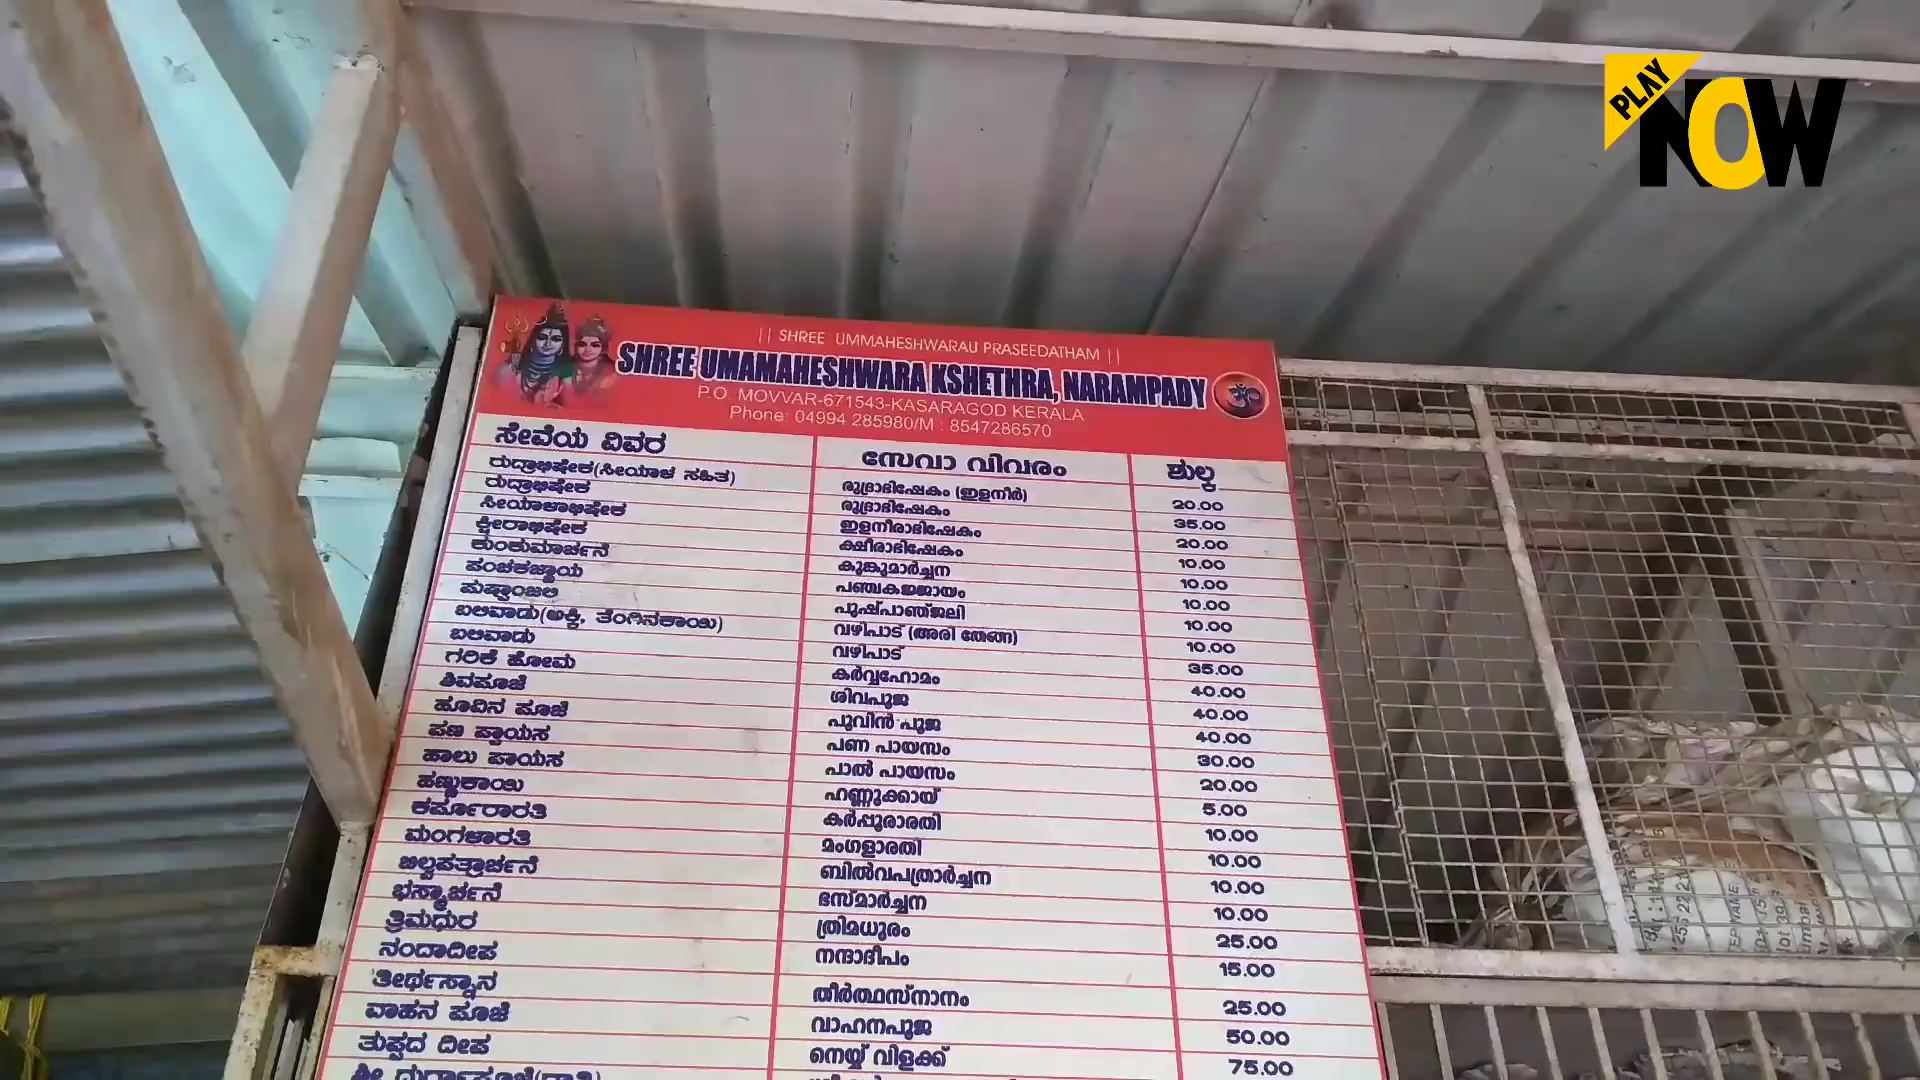 PLAY
NOW
|| SHREE UMMAHESHWARAU PRASEEDATHAM ||
SHREE UMAMAHESHWARA KSHETHRA, NARAMPADY
P.O. MOVVAR-671543-KASARAGOD KERALA
Phone: 04994 285980/M : 8547286570
ಸೇವೆಯ ವಿವರ സേവാ വിവരം ಶುಲ್ಕ
ರುದ್ರಾಭಿಷೇಕ(ಸೀಯಾಳ ಸಹಿತ) രുദ്രാഭിഷേകം (ഇളനീർ) 20.00
ರುದ್ರಾಭಿಷೇಕ രുദ്രാഭിഷേകം 35.00
ಸೀಯಾಳಾಭಿಷೇಕ ഇളനീരാഭിഷേകം 20.00
ಕ್ಷೀರಾಭಿಷೇಕ ക്ഷീരാഭിഷേകം 10.00
ಕುಂಕುಮಾರ್ಚನೆ കുങ്കുമാർച്ചന 10.00
ಪಂಚಕಜ್ಜಾಯ പഞ്ചകജ്ജായം 10.00
ಪುಷ್ಪಾಂಜಲಿ പുഷ്പാഞ്ജലി 10.00
ಬಲಿವಾಡು(ಅಕ್ಕಿ, ತೆಂಗಿನಕಾಯಿ) വഴിപാട് (അരി തേങ്ങ) 10.00
ಬಲಿವಾಡು വഴിപാട് 35.00
ಗರಿಕೆ ಹೋಮ കർവ്വഹോമം 40.00
ಶಿವಪೂಜೆ ശിവപൂജ 40.00
ಹೂವಿನ ಪೂಜೆ പൂവിൻ പൂജ 40.00
ಪಣ ಪ್ಪಾಯಸ പണ പായസം 30.00
ಹಾಲು ಪಾಯಸ പാൽ പായസം 20.00
ಹಣ್ಣುಕಾಯಿ ഹണ്ണുക്കായ് 5.00
ಕರ್ಪೂರಾರತಿ കർപ്പൂരാരതി 10.00
ಮಂಗಳಾರತಿ മംഗളാരതി 10.00
ಬಿಲ್ವಪತ್ರಾರ್ಚನೆ ബിൽവപത്രാർച്ചന 10.00
ಭಸ್ಮಾರ್ಚನೆ ഭസ്മാർച്ചന 10.00
ತ್ರಿಮಧುರ ത്രിമധുരം 25.00
ನಂದಾದೀಪ നന്ദാദീപം 15.00
ತೀರ್ಥಸ್ನಾನ തീർത്ഥസ്നാനം 25.00
ವಾಹನ ಪೂಜೆ വാഹനപൂജ 50.00
ತುಪ್ಪದ ದೀಪ നെയ്യ് വിളക്ക് 75.00